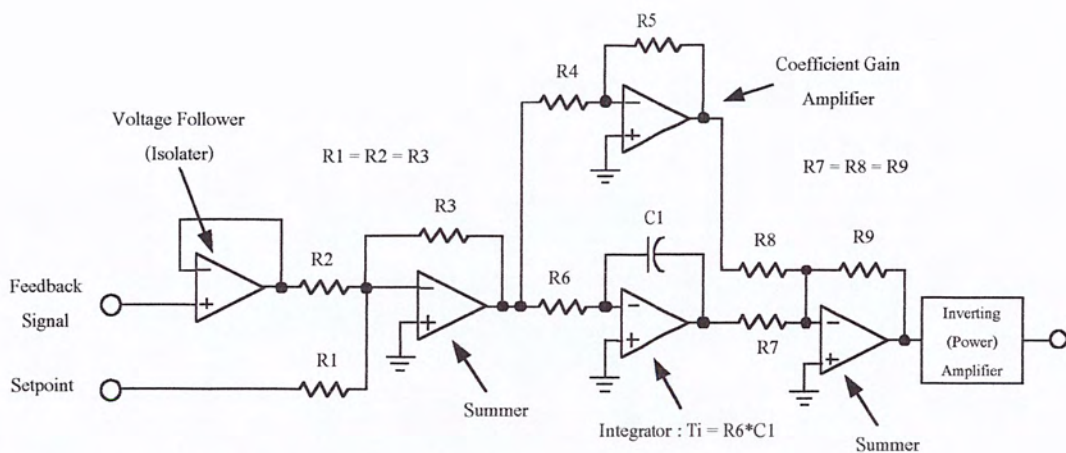 R5
R4
Coefficient Gain
Amplifier
Voltage Follower
(Isolater)
R1 = R2 = R3
R7 = R8 = R9
−
+
R3
C1
R2
R6
R8
R9
−
+
Feedback
Signal
−
+
−
+
−
+
Inverting
(Power)
Amplifier
R1
R7
Setpoint
Summer
Integrator : Ti = R6*C1
Summer